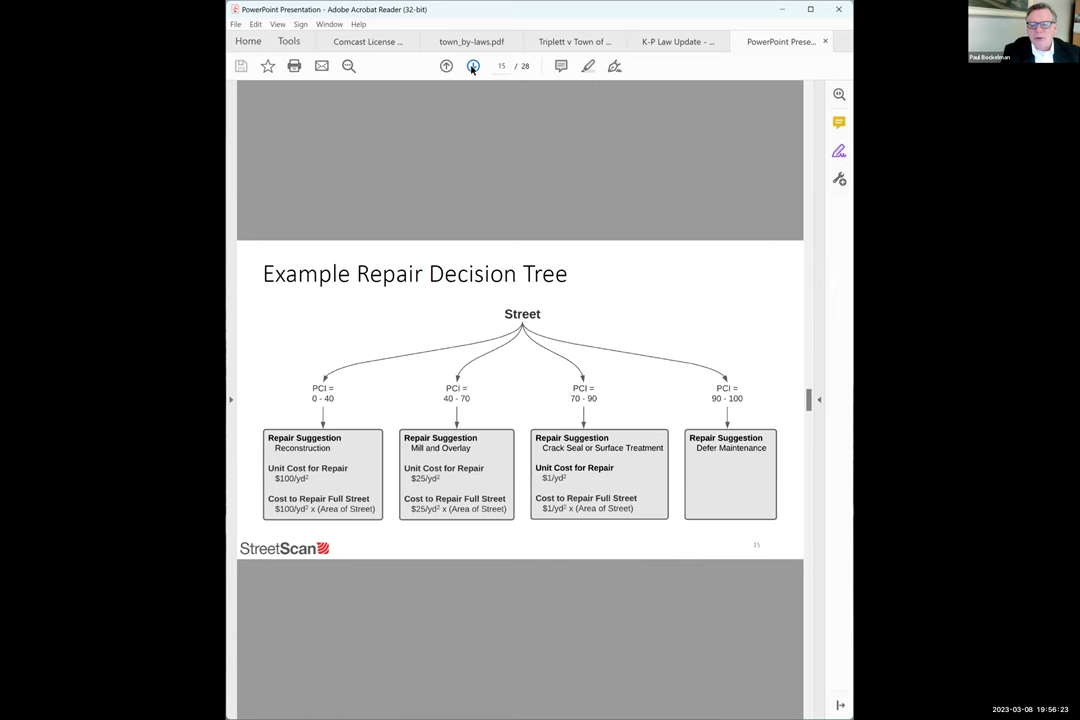 PowerPoint Presentation - Adobe Acrobat Reader (32-bit)
File Edit View Sign Window Help
Home Tools Comcast License ... town_by-laws.pdf Triplett v Town of ... K-P Law Update - ... PowerPoint Prese... ×
15 / 28
Paul Bockelman
Example Repair Decision Tree
Street
PCI =
0 - 40
PCI =
40 - 70
PCI =
70 - 90
PCI =
90 - 100
Repair Suggestion
Reconstruction
Unit Cost for Repair
$100/yd²
Cost to Repair Full Street
$100/yd² x (Area of Street)
Repair Suggestion
Mill and Overlay
Unit Cost for Repair
$25/yd²
Cost to Repair Full Street
$25/yd² x (Area of Street)
Repair Suggestion
Crack Seal or Surface Treatment
Unit Cost for Repair
$1/yd²
Cost to Repair Full Street
$1/yd² x (Area of Street)
Repair Suggestion
Defer Maintenance
StreetScan
15
2023-03-08 19:56:23